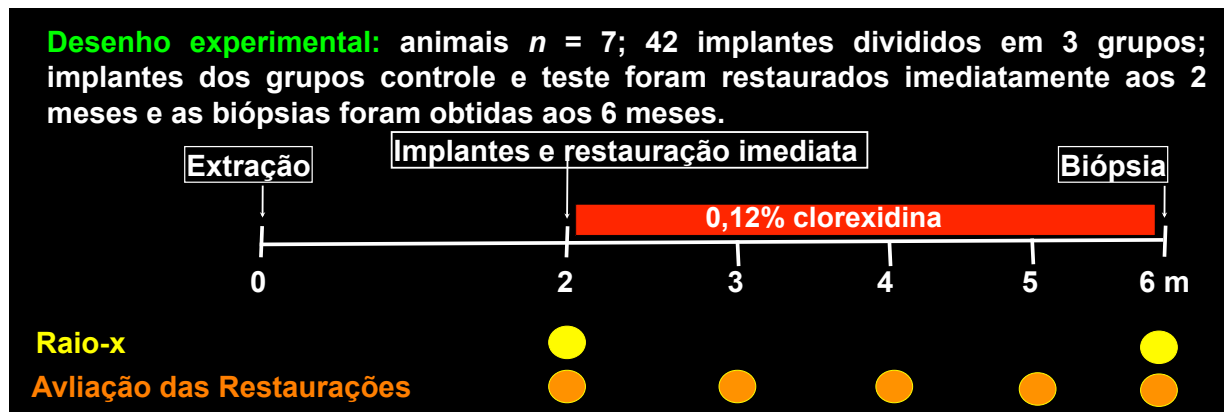 Desenho experimental: animais n = 7; 42 implantes divididos em 3 grupos;
implantes dos grupos controle e teste foram restaurados imediatamente aos 2
meses e as biópsias foram obtidas aos 6 meses.
Extração
Implantes e restauração imediata
Biópsia
0,12% clorexidina
0 2 3 4 5 6 m
Raio-x
Avliação das Restaurações